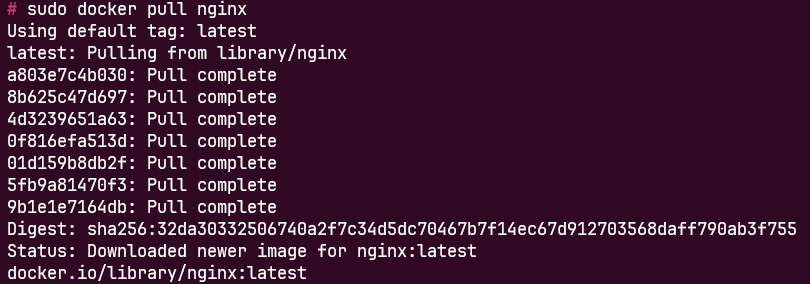 # sudo docker pull nginx
Using default tag: latest
latest: Pulling from library/nginx
a803e7c4b030: Pull complete
8b625c47d697: Pull complete
4d3239651a63: Pull complete
0f816efa513d: Pull complete
01d159b8db2f: Pull complete
5fb9a81470f3: Pull complete
9b1e1e7164db: Pull complete
Digest: sha256:32da30332506740a2f7c34d5dc70467b7f14ec67d912703568daff790ab3f755
Status: Downloaded newer image for nginx:latest
docker.io/library/nginx:latest